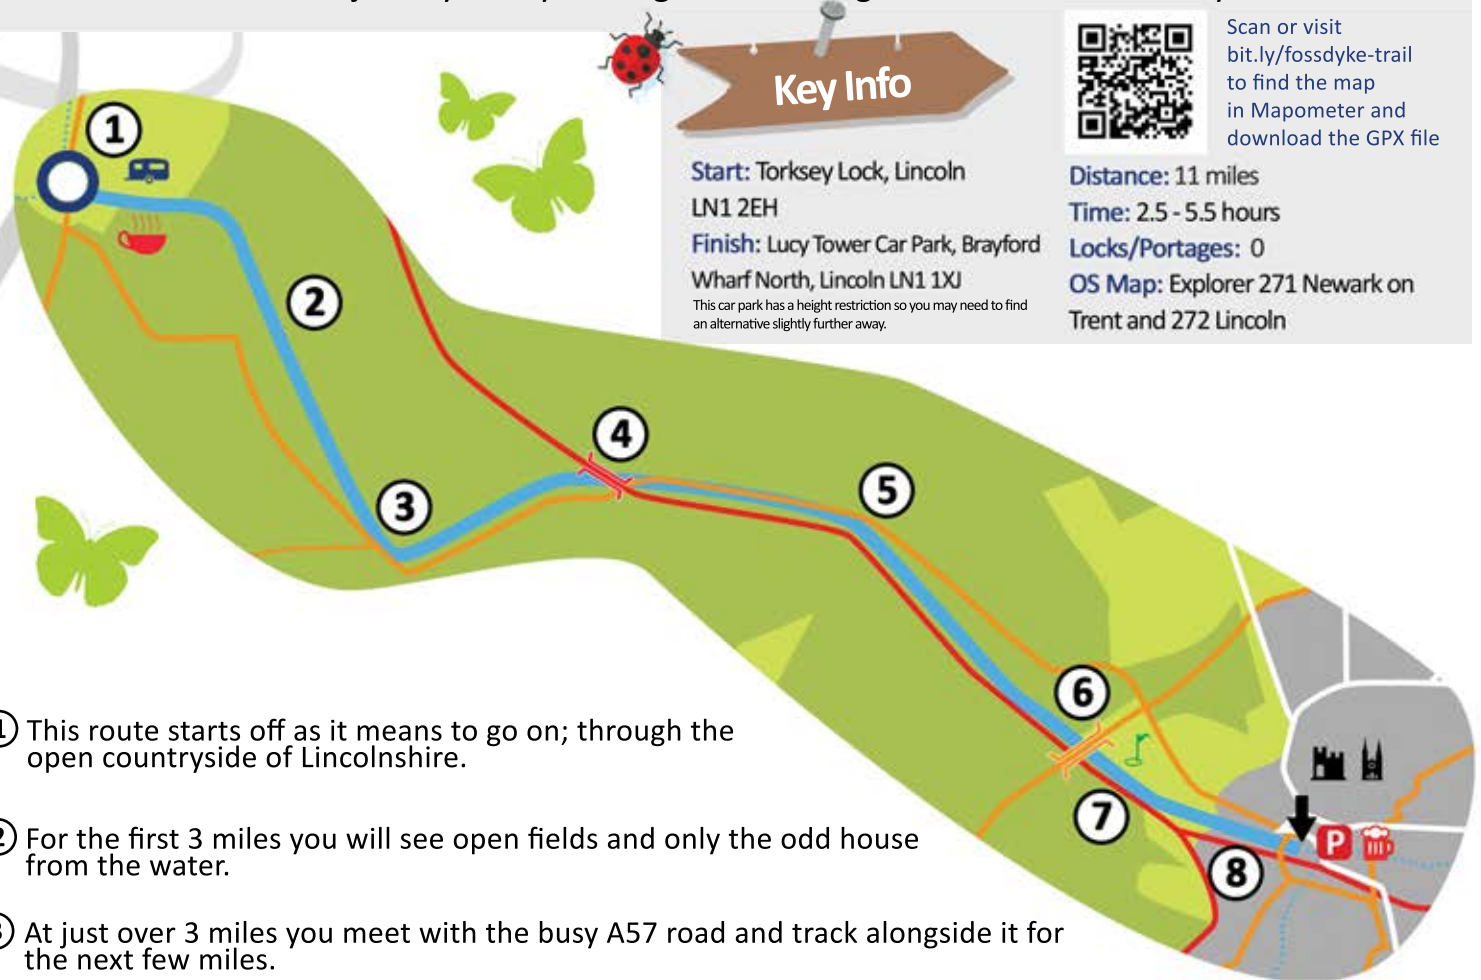 Key Info
Scan or visit
bit.ly/fossdyke-trail
to find the map
in Mapometer and
download the GPX file
Start: Torksey Lock, Lincoln
LN1 2EH
Finish: Lucy Tower Car Park, Brayford
Wharf North, Lincoln LN1 1XJ
This car park has a height restriction so you may need to find
an alternative slightly further away.
Distance: 11 miles
Time: 2.5 - 5.5 hours
Locks/Portages: 0
OS Map: Explorer 271 Newark on
Trent and 272 Lincoln
1
2
3
4
5
6
7
8
P
1 This route starts off as it means to go on; through the
open countryside of Lincolnshire.
2 For the first 3 miles you will see open fields and only the odd house
from the water.
3 At just over 3 miles you meet with the busy A57 road and track alongside it for
the next few miles.